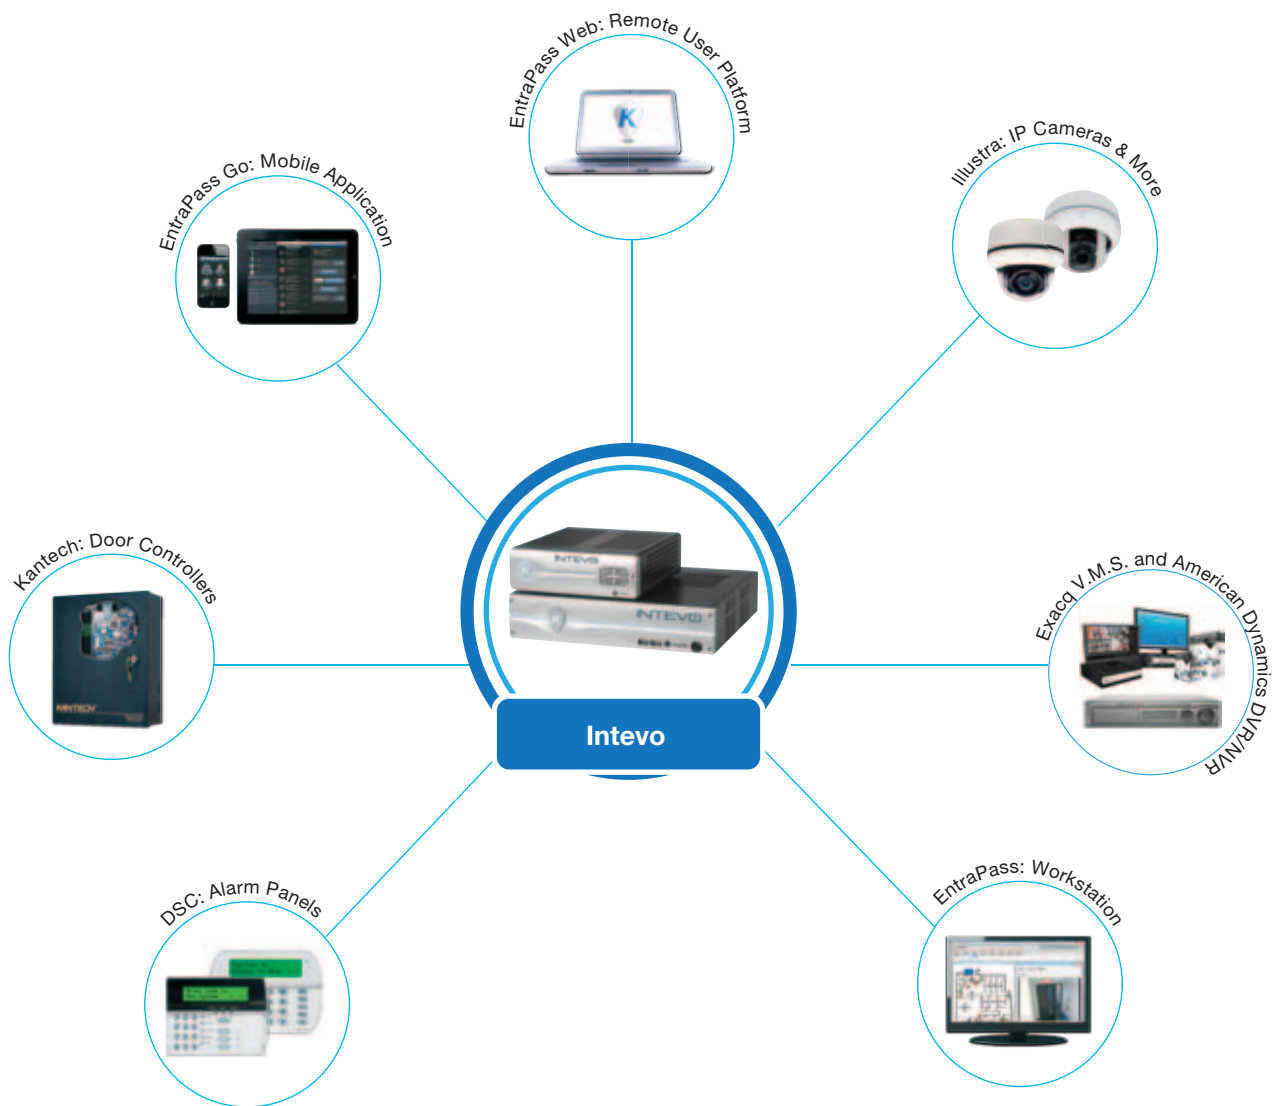 EntraPass Web: Remote User Platform
EntraPass Go: Mobile Application
Illustra: IP Cameras & More
K
Kantech: Door Controllers
KANTECH
INTEVO
INTEVO
Intevo
Exacq V.M.S. and American Dynamics DVR/NVR
DSC: Alarm Panels
EntraPass: Workstation